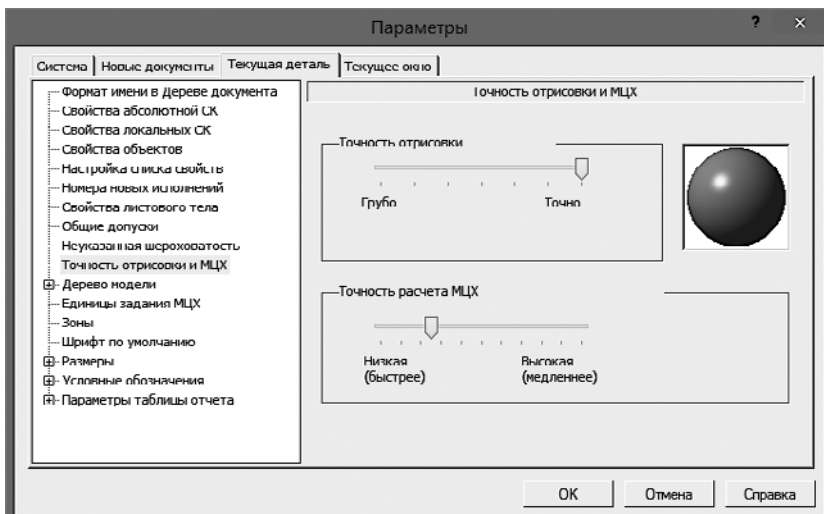 Параметры
? ×
Система Новые документы Текущая деталь Текущее окно
Формат имени в Дереве документа
Свойства абсолютной СК
Свойства локальных СК
Свойства объектов
Настройка списка свойств
Номера новых исполнений
Свойства листового тела
Общие допуски
Неуказанная шероховатость
Точность отрисовки и МЦХ
Дерево модели
Единицы задания МЦХ
Зоны
Шрифт по умолчанию
Размеры
Условные обозначения
Параметры таблицы отчета
Точность отрисовки и МЦХ
Точность отрисовки
Грубо Точно
Точность расчета МЦХ
Низкая Высокая
(быстрее) (медленнее)
OK Отмена Справка